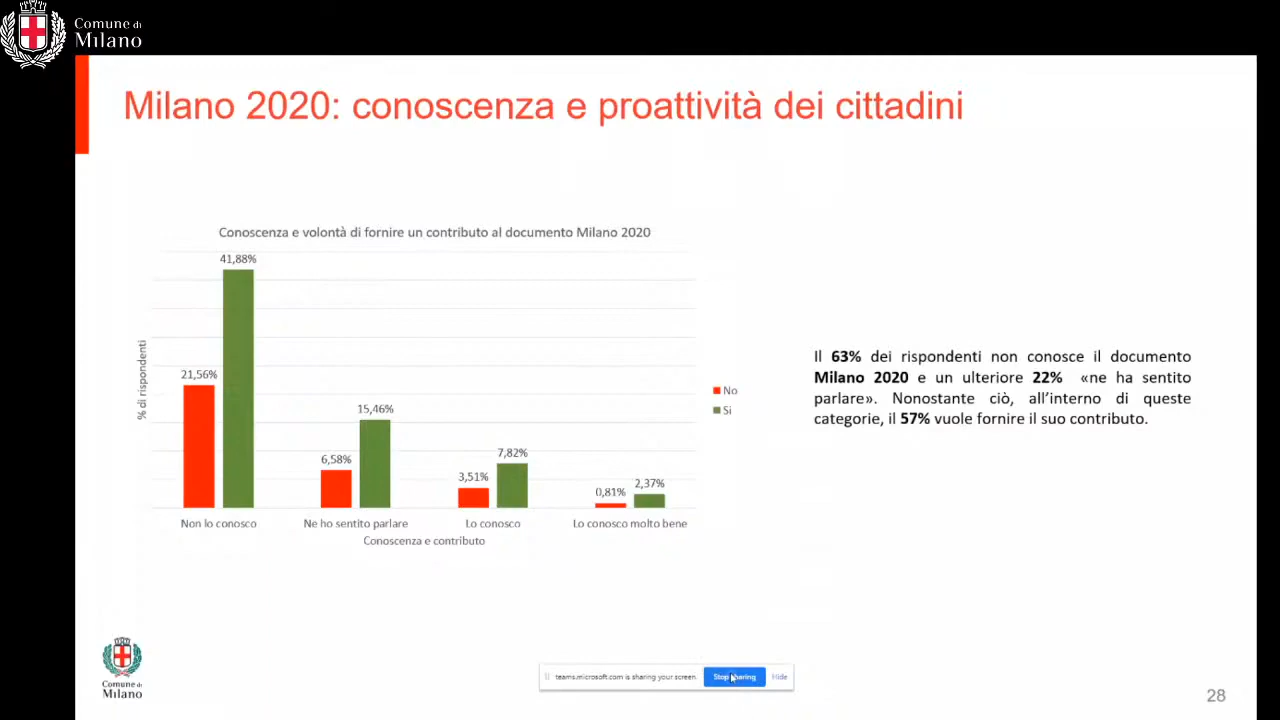 Comune di
Milano
Milano 2020: conoscenza e proattività dei cittadini
Conoscenza e volontà di fornire un contributo al documento Milano 2020
% di rispondenti
41,88%
21,56%
15,46%
6,58%
7,82%
3,51%
2,37%
0,81%
Non lo conosco
Ne ho sentito parlare
Lo conosco
Lo conosco molto bene
Conoscenza e contributo
No
Si
Il 63% dei rispondenti non conosce il documento
Milano 2020 e un ulteriore 22% «ne ha sentito
parlare». Nonostante ciò, all'interno di queste
categorie, il 57% vuole fornire il suo contributo.
Comune di
Milano
teams.microsoft.com is sharing your screen.
Stop sharing
Hide
28